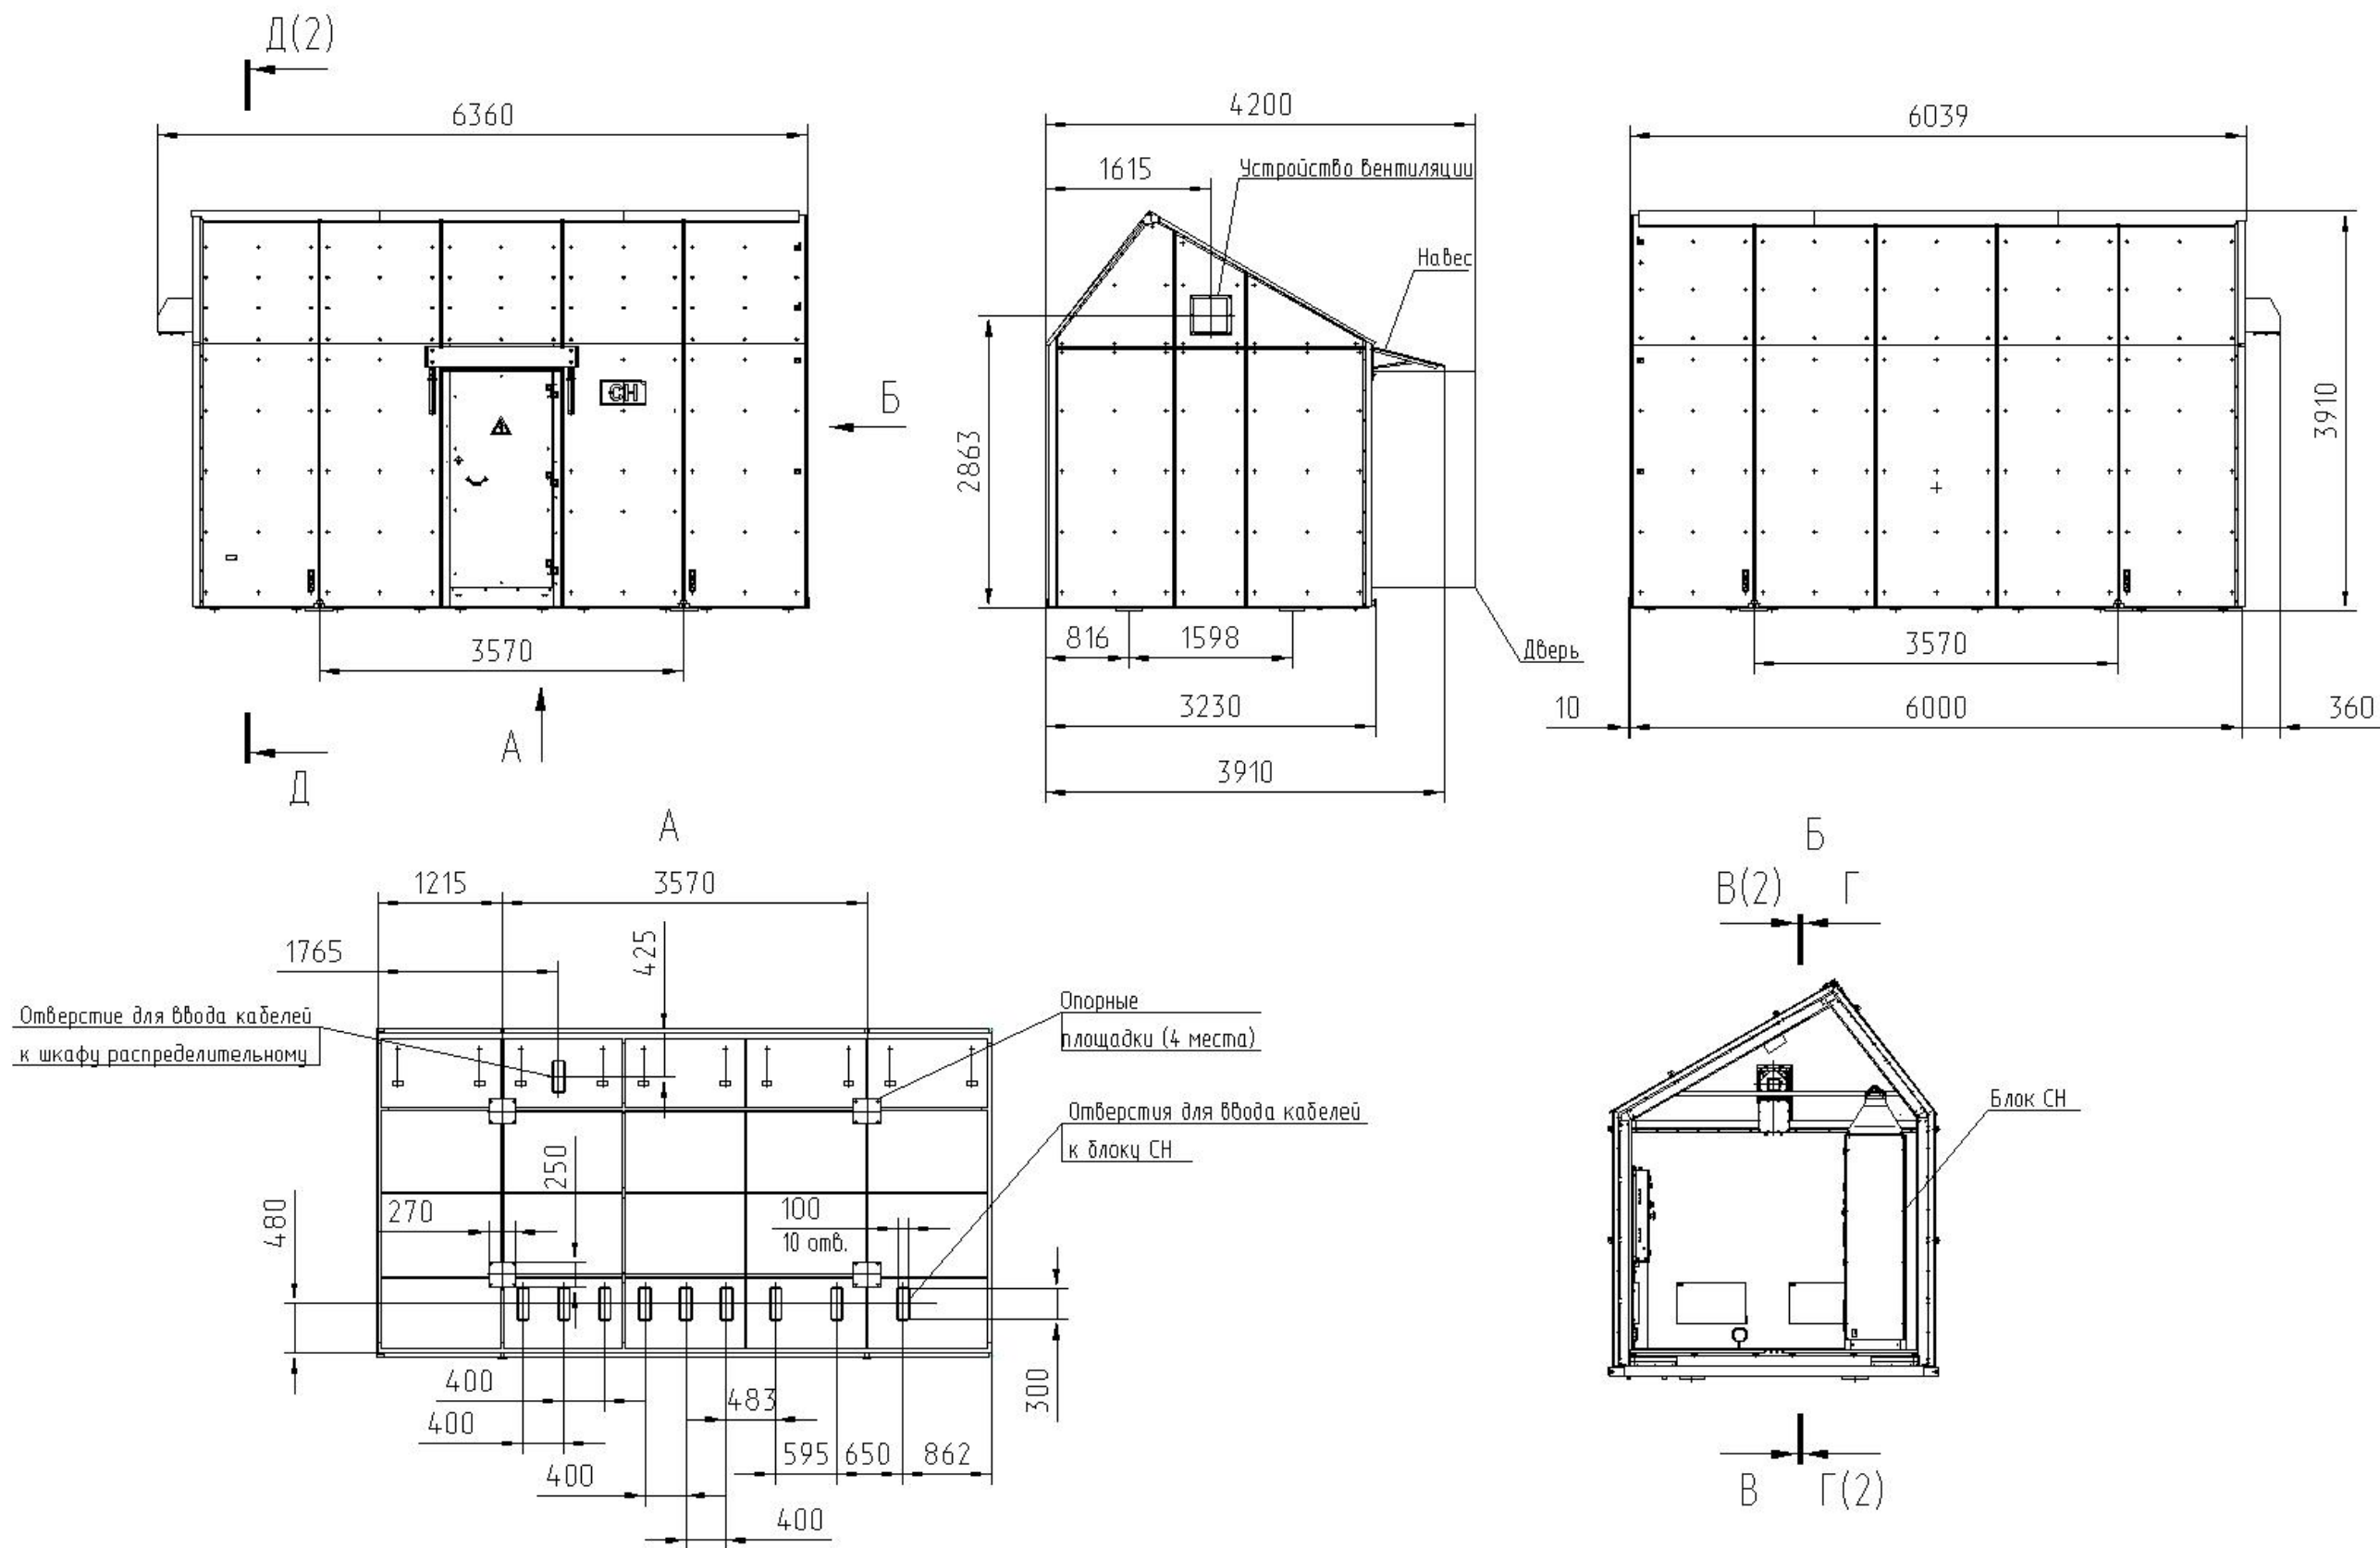 Д(2)
6360
СН
Б
3570
А
Д
4200
1615
Устройство вентиляции
Навес
2863
816
1598
Дверь
3230
3910
6039
3910
3570
10
6000
360
А
1215
3570
1765
425
Отверстие для ввода кабелей
к шкафу распределительному
Опорные
площадки (4 места)
Отверстия для ввода кабелей
к блоку СН
250
270
480
100
10 отв.
300
400
483
400
595
650
862
400
400
Б
В(2)
Г
Блок СН
В
Г(2)